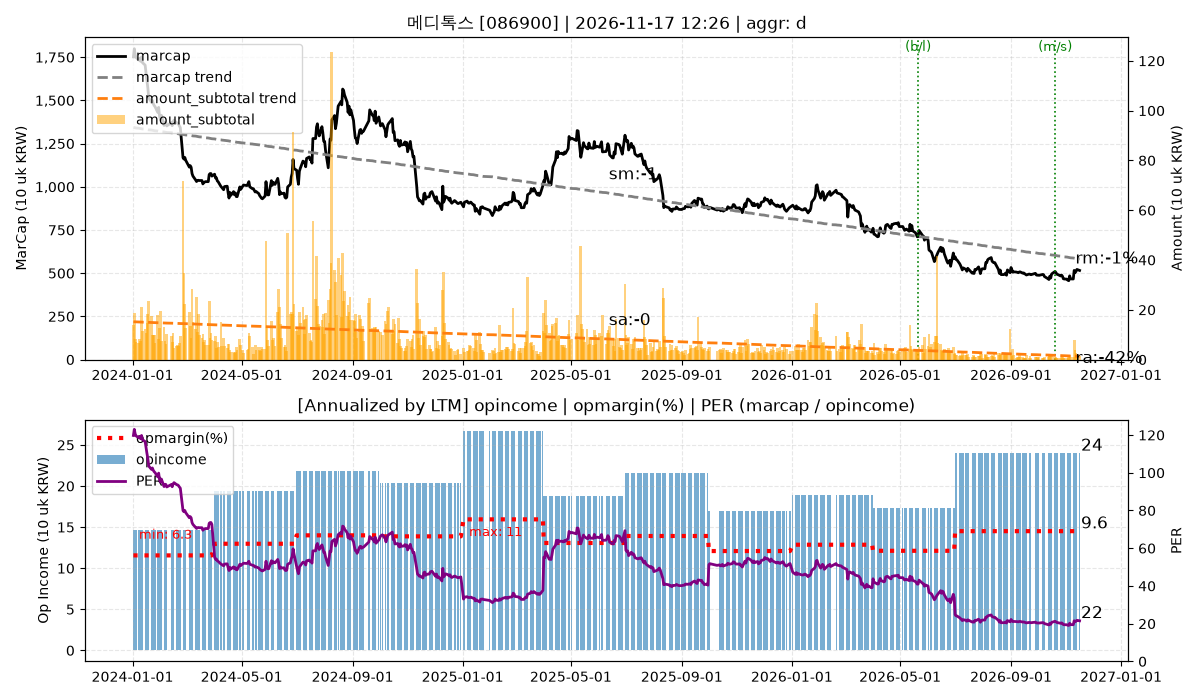 메디톡스 [086900] | 2026-11-17 12:26 | aggr: d
(b/l)
(m/s)
marcap
marcap trend
amount_subtotal trend
amount_subtotal
1,750
1,500
1,250
1,000
750
500
250
0
MarCap (10 uk KRW)
120
100
80
60
40
20
0
Amount (10 uk KRW)
sm:-1
rm:-1%
sa:-0
ra:-42%
2024-01-01
2024-05-01
2024-09-01
2025-01-01
2025-05-01
2025-09-01
2026-01-01
2026-05-01
2026-09-01
2027-01-01
[Annualized by LTM] opincome | opmargin(%) | PER (marcap / opincome)
opmargin(%)
opincome
PER
25
20
15
10
5
0
Op Income (10 uk KRW)
120
100
80
60
40
20
0
PER
min: 6.3
max: 11
24
9.6
22
2024-01-01
2024-05-01
2024-09-01
2025-01-01
2025-05-01
2025-09-01
2026-01-01
2026-05-01
2026-09-01
2027-01-01